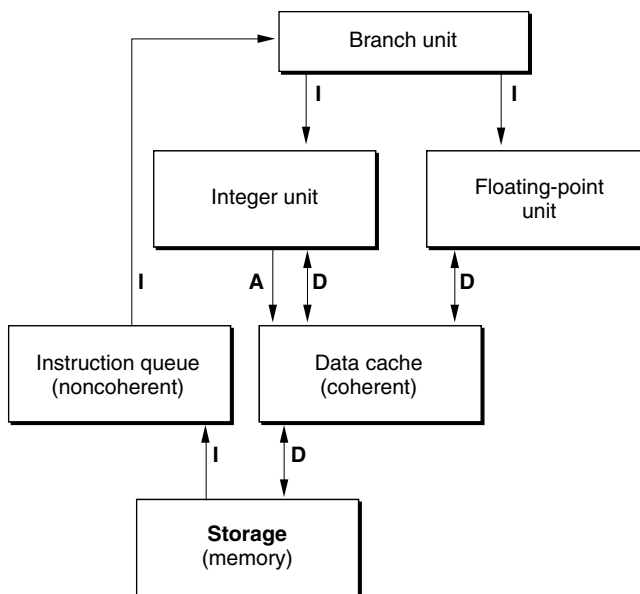 Branch unit
I
I
Integer unit
Floating-point
unit
I
A
D
D
Instruction queue
(noncoherent)
Data cache
(coherent)
I
D
Storage
(memory)